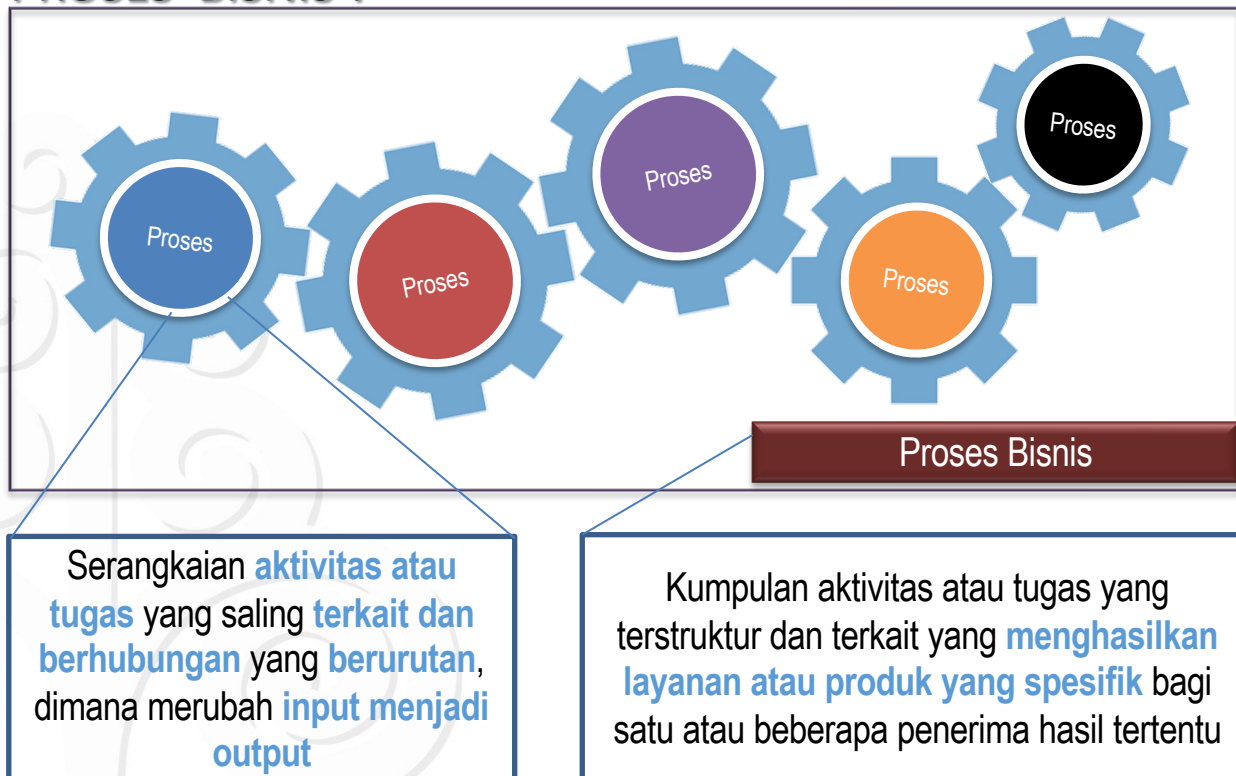 PROSES BISNIS :
Proses
Proses
Proses
Proses
Proses
Proses Bisnis
Serangkaian aktivitas atau
tugas yang saling terkait dan
berhubungan yang berurutan,
dimana merubah input menjadi
output
Kumpulan aktivitas atau tugas yang
terstruktur dan terkait yang menghasilkan
layanan atau produk yang spesifik bagi
satu atau beberapa penerima hasil tertentu